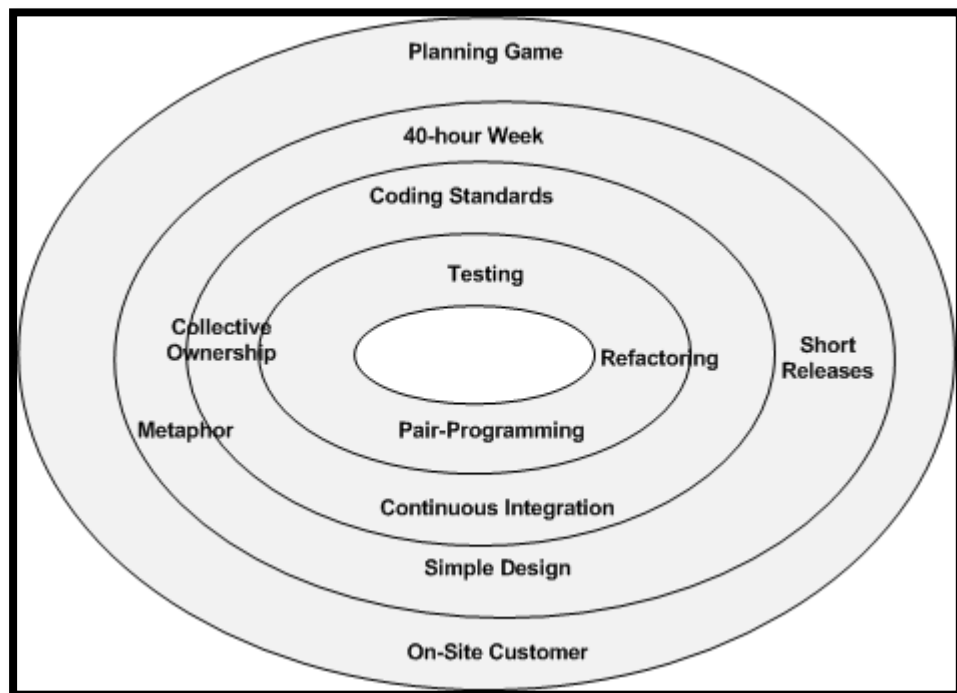 Planning Game
40-hour Week
Coding Standards
Testing
Collective
Ownership
Refactoring
Short
Releases
Metaphor
Pair-Programming
Continuous Integration
Simple Design
On-Site Customer